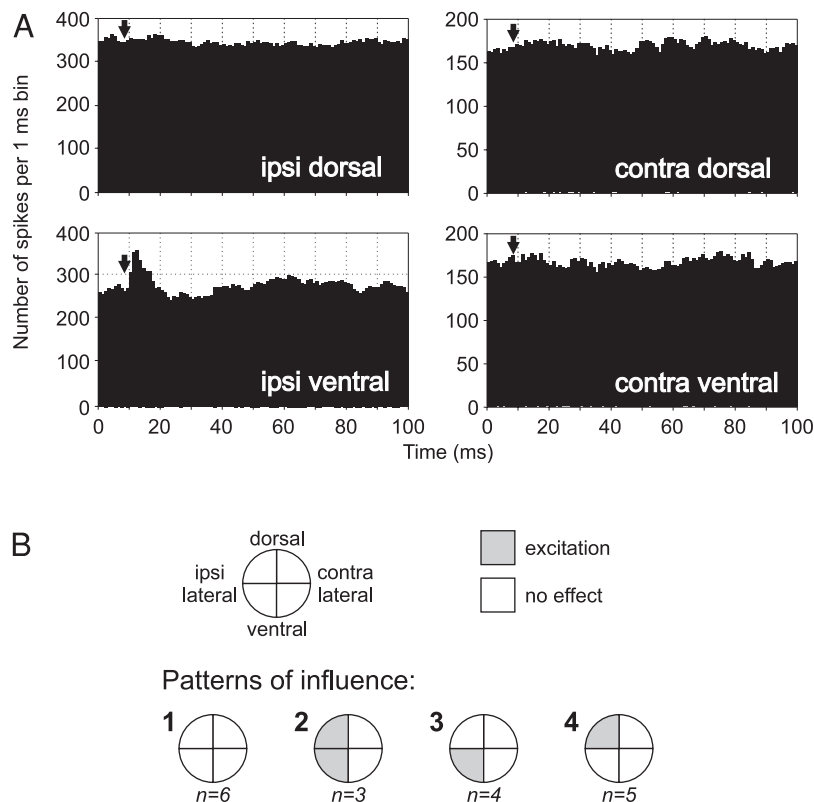 A
Number of spikes per 1 ms bin
400
300
200
100
0
ipsi dorsal
200
150
100
50
0
contra dorsal
400
300
200
100
0
ipsi ventral
0 20 40 60 80 100
200
150
100
50
0
contra ventral
0 20 40 60 80 100
Time (ms)
B
dorsal
ipsi
lateral
contra
lateral
ventral
excitation
no effect
Patterns of influence:
1 2 3 4
n=6 n=3 n=4 n=5